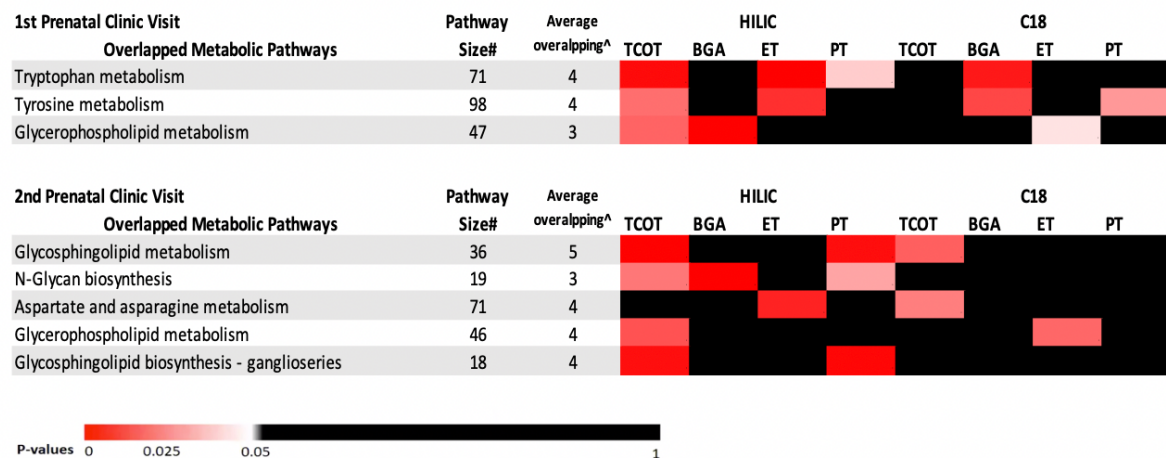 1st Prenatal Clinic Visit Pathway Average HILIC C18
Overlapped Metabolic Pathways Size# overalpping^ TCOT BGA ET PT TCOT BGA ET PT
Tryptophan metabolism 71 4
Tyrosine metabolism 98 4
Glycerophospholipid metabolism 47 3
2nd Prenatal Clinic Visit Pathway Average HILIC C18
Overlapped Metabolic Pathways Size# overalpping^ TCOT BGA ET PT TCOT BGA ET PT
Glycosphingolipid metabolism 36 5
N-Glycan biosynthesis 19 3
Aspartate and asparagine metabolism 71 4
Glycerophospholipid metabolism 46 4
Glycosphingolipid biosynthesis - ganglioseries 18 4
P-values 0 0.025 0.05 1